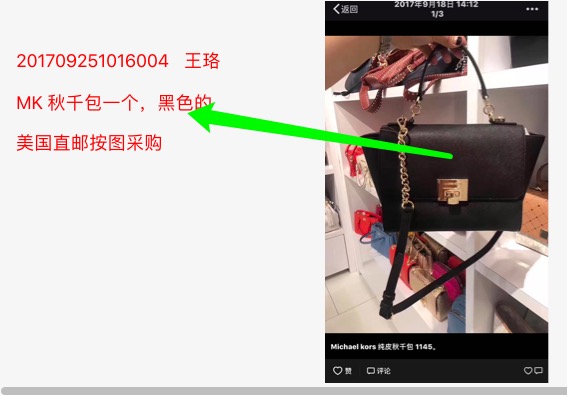 201709251016004 王珞
MK 秋千包一个，黑色的
美国直邮按图采购
返回
2017年9月18日 14:12
1/3
Michael kors 纯皮秋千包 1145。
赞
评论